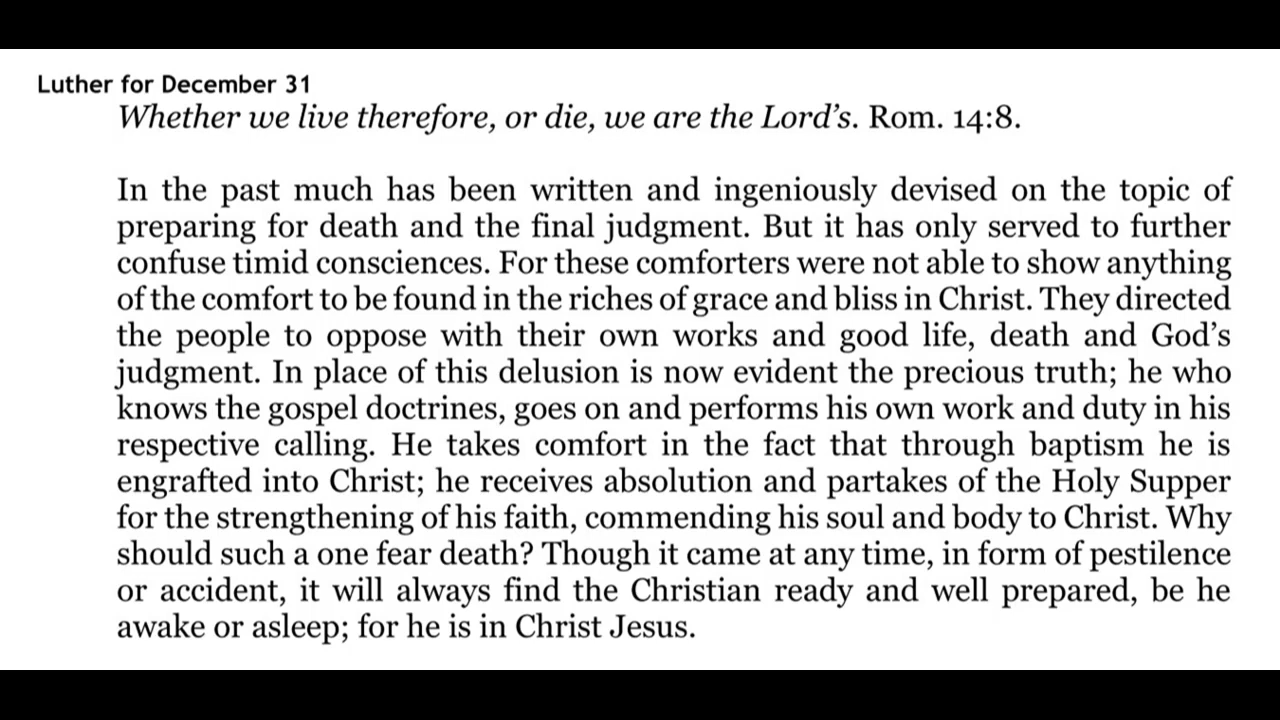 Luther for December 31
Whether we live therefore, or die, we are the Lord’s. Rom. 14:8.
In the past much has been written and ingeniously devised on the topic of
preparing for death and the final judgment. But it has only served to further
confuse timid consciences. For these comforters were not able to show anything
of the comfort to be found in the riches of grace and bliss in Christ. They directed
the people to oppose with their own works and good life, death and God’s
judgment. In place of this delusion is now evident the precious truth; he who
knows the gospel doctrines, goes on and performs his own work and duty in his
respective calling. He takes comfort in the fact that through baptism he is
engrafted into Christ; he receives absolution and partakes of the Holy Supper
for the strengthening of his faith, commending his soul and body to Christ. Why
should such a one fear death? Though it came at any time, in form of pestilence
or accident, it will always find the Christian ready and well prepared, be he
awake or asleep; for he is in Christ Jesus.